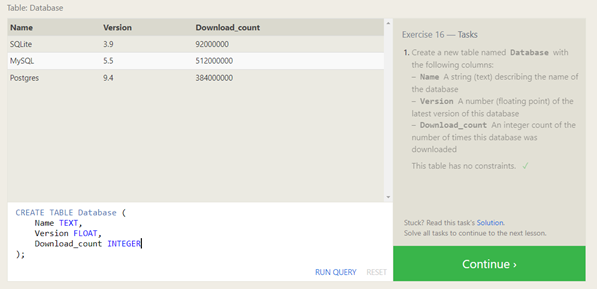 Table: Database
Name Version Download_count
SQLite 3.9 92000000
MySQL 5.5 512000000
Postgres 9.4 384000000
CREATE TABLE Database (
Name TEXT,
Version FLOAT,
Download_count INTEGER
);
RUN QUERY RESET
Exercise 16 — Tasks
1. Create a new table named Database with
the following columns:
– Name A string (text) describing the name of
the database
– Version A number (floating point) of the
latest version of this database
– Download_count An integer count of the
number of times this database was
downloaded
This table has no constraints. ✓
Stuck? Read this task's Solution.
Solve all tasks to continue to the next lesson.
Continue ›